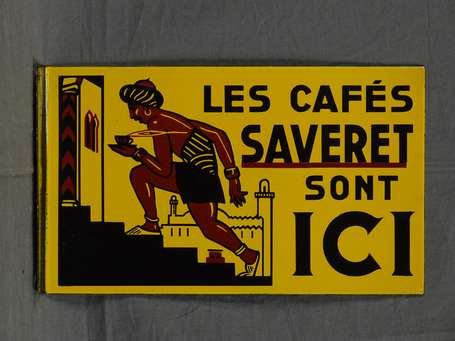 LES CAFÉS
SAVERET
SONT
ICI